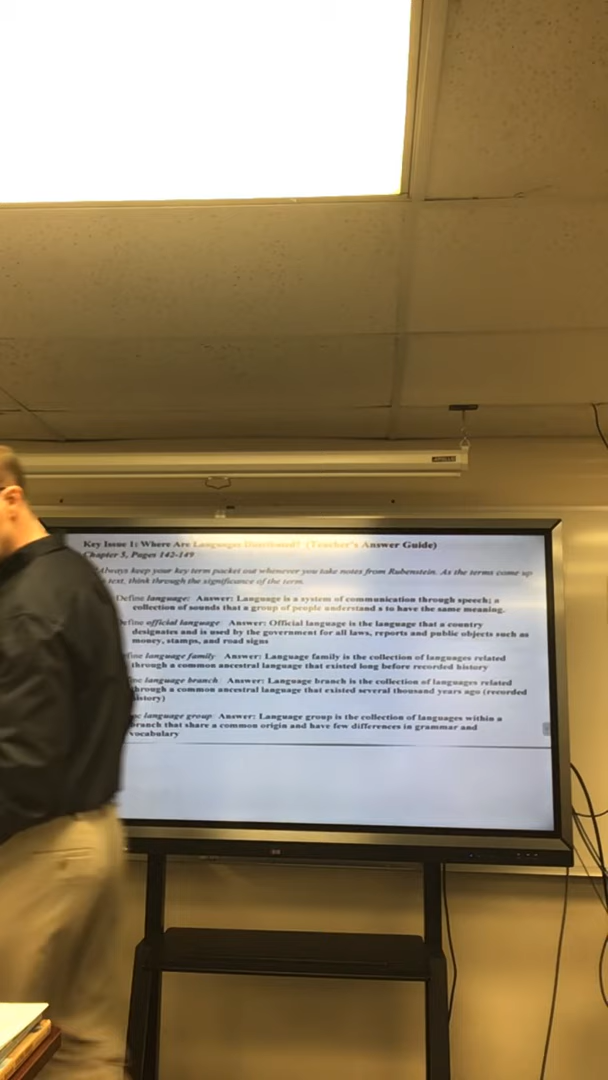 Key Issue 1: Where Are Languages Distributed? (Teacher's Answer Guide)
Chapter 5, Pages 142-149
Always keep your key term packet out whenever you take notes from Rubenstein. As the terms come up
text, think through the significance of the term.
Define language: Answer: Language is a system of communication through speech; a
collection of sounds that a group of people understand s to have the same meaning.
efine official language Answer: Official language is the language that a country
designates and is used by the government for all laws, reports and public objects such as
money, stamps, and road signs
fine language family Answer: Language family is the collection of languages related
through a common ancestral language that existed long before recorded history
ne language branch Answer: Language branch is the collection of languages related
through a common ancestral language that existed several thousand years ago (recorded
istory)
language group Answer: Language group is the collection of languages within a
branch that share a common origin and have few differences in grammar and
vocabulary